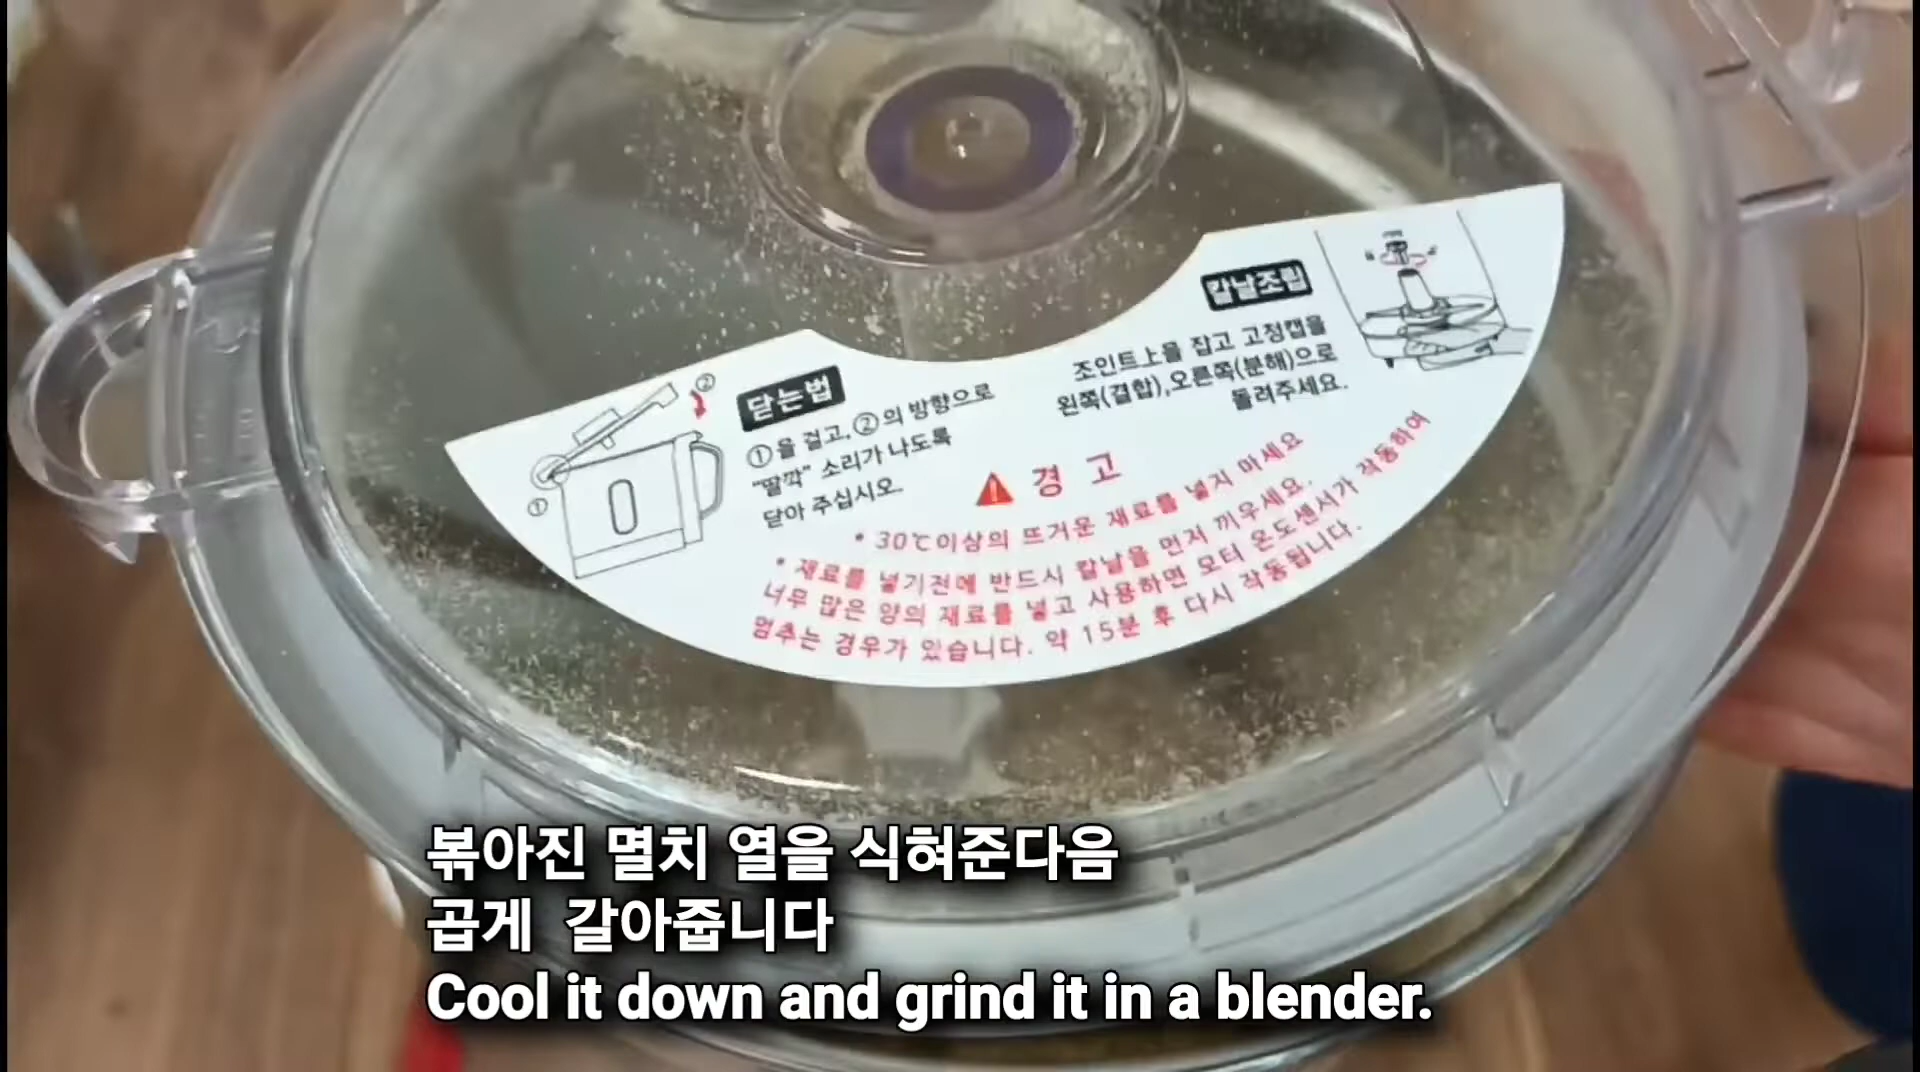 닫는법
①을 걸고, ②의 방향으로
"딸깍" 소리가 나도록
닫아 주십시오.
①
②
칼날조립
조인트上을 잡고 고정캡을
왼쪽(결합),오른쪽(분해)으로
돌려주세요.
경 고
• 30℃이상의 뜨거운 재료를 넣지 마세요
• 재료를 넣기전에 반드시 칼날을 먼저 끼우세요.
너무 많은 양의 재료를 넣고 사용하면 모터 온도센서가 작동하여
멈추는 경우가 있습니다. 약 15분 후 다시 작동됩니다.
볶아진 멸치 열을 식혀준다음
곱게 갈아줍니다
Cool it down and grind it in a blender.